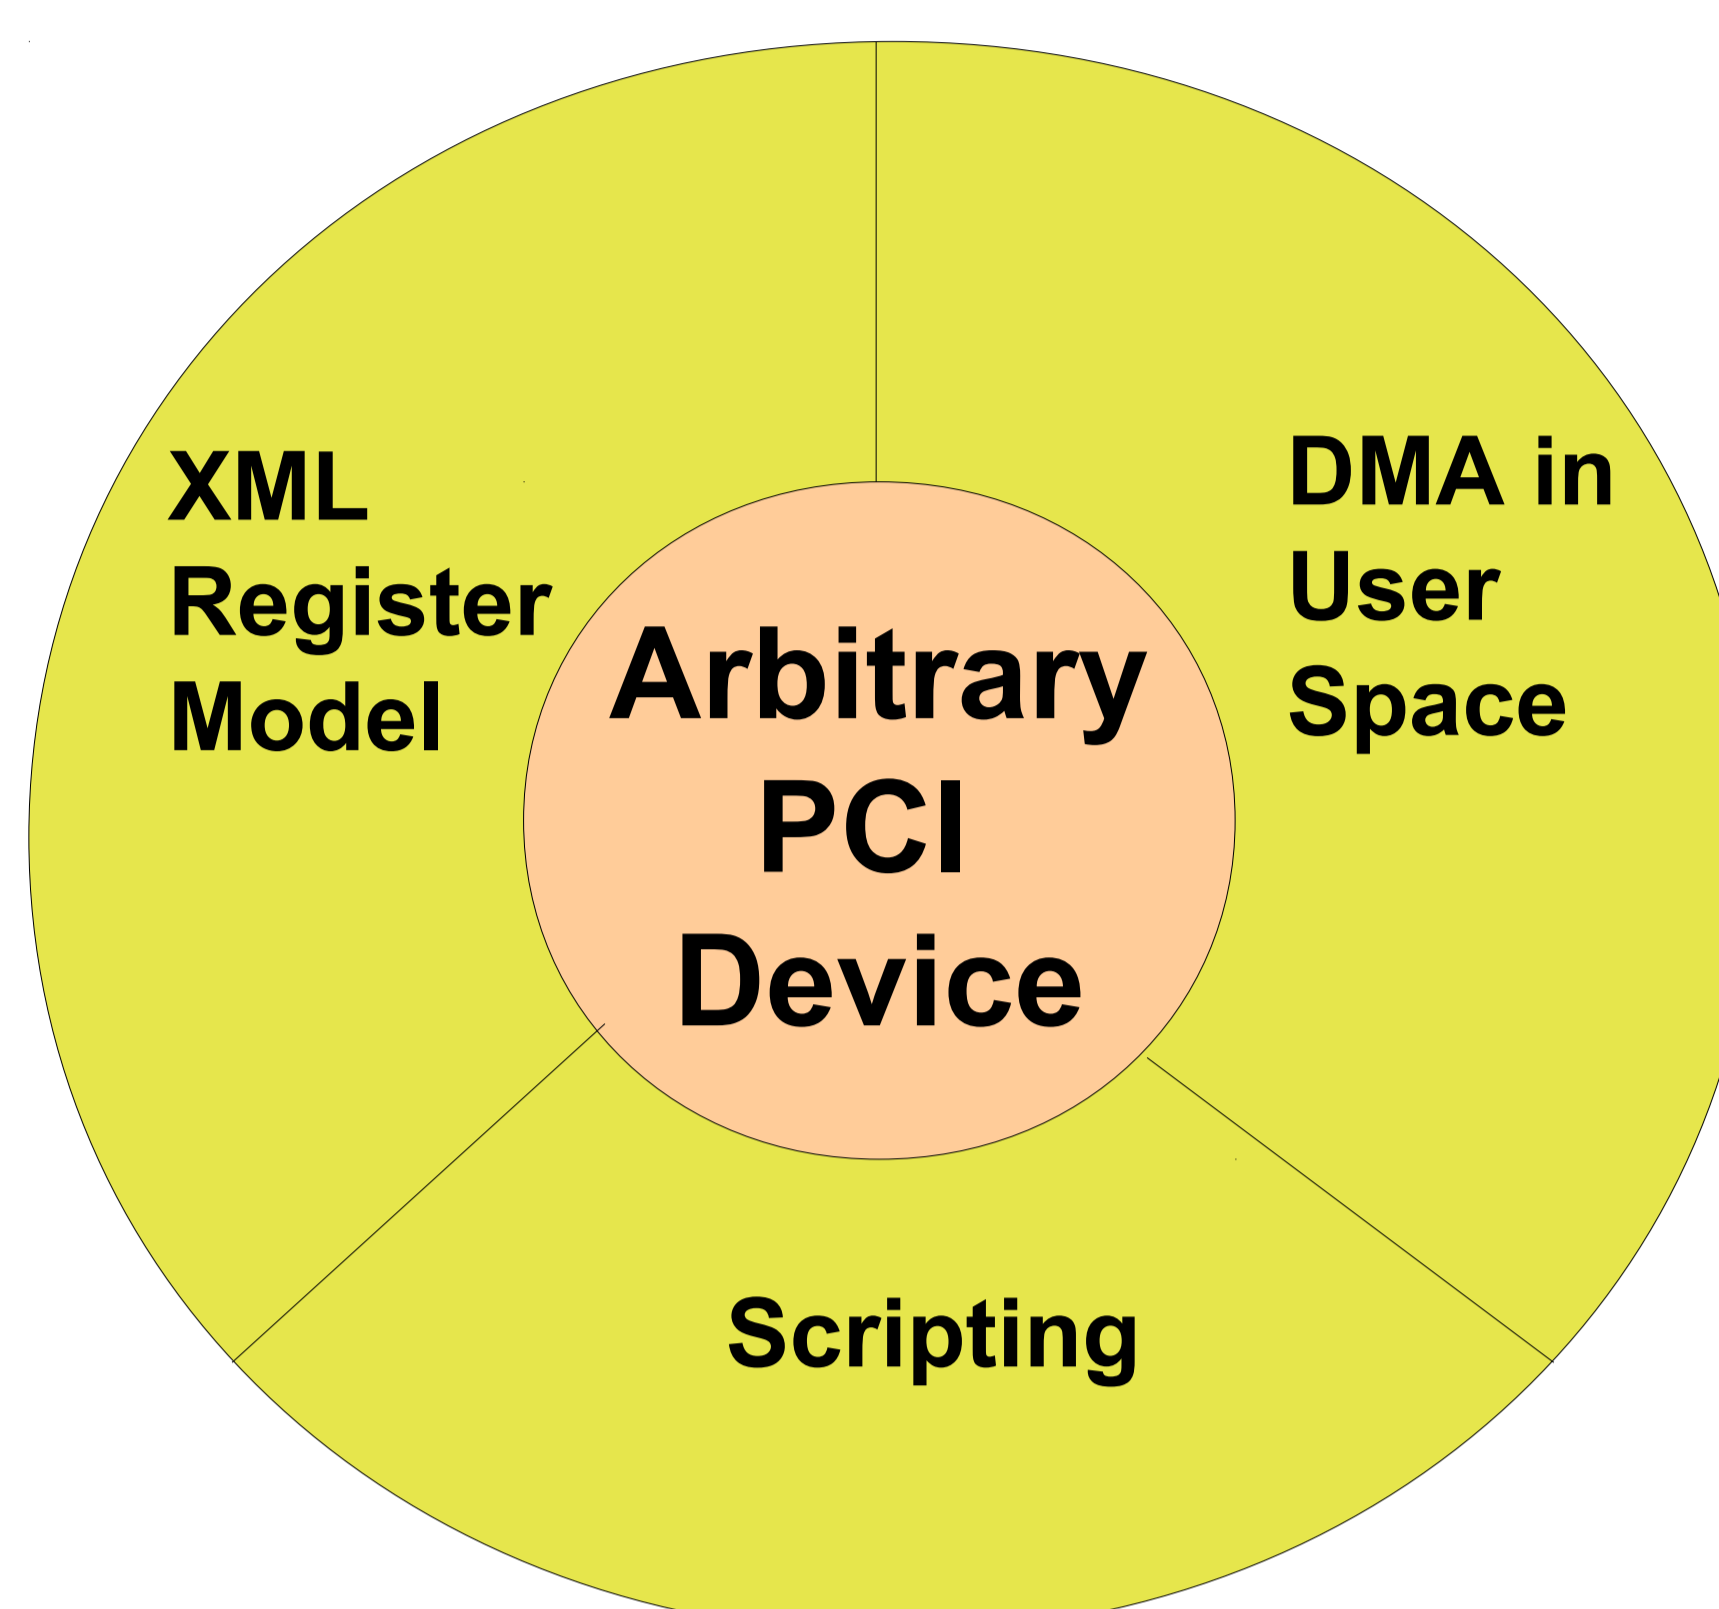 XML
Register
Model
DMA in
User
Space
Arbitrary
PCI
Device
Scripting